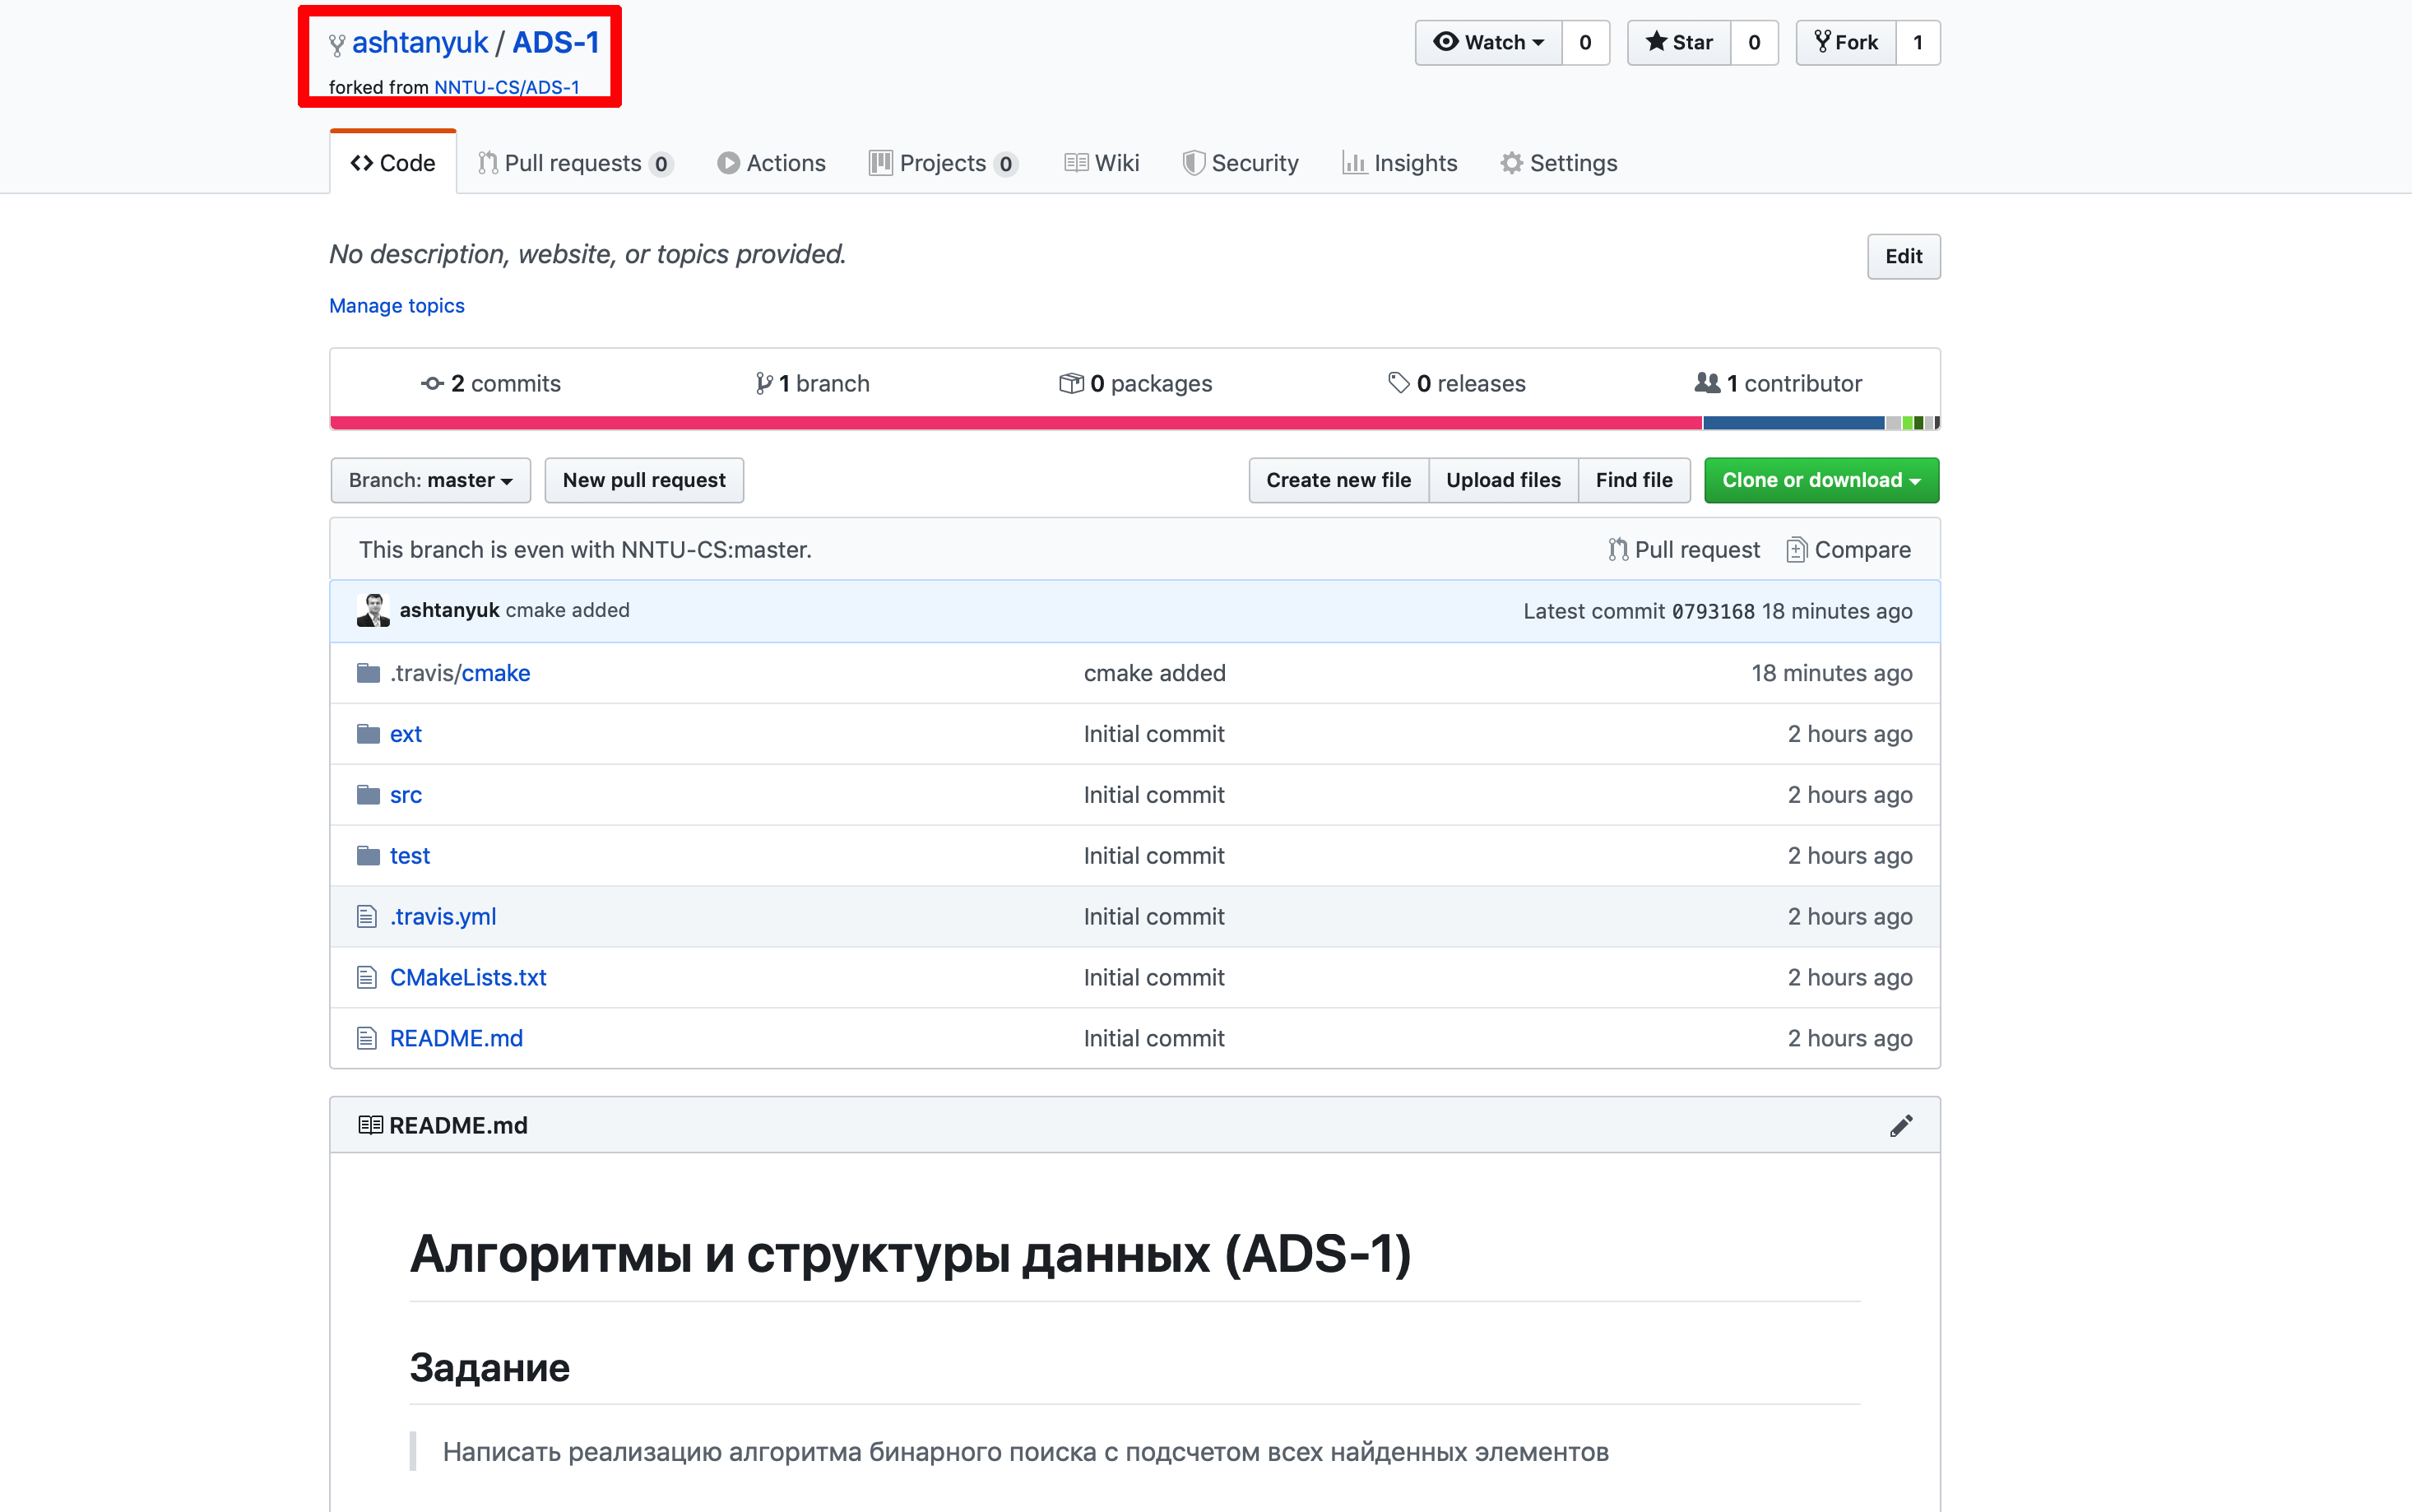 ashtanyuk / ADS-1
forked from NNTU-CS/ADS-1
Watch 0 Star 0 Fork 1
Code Pull requests 0 Actions Projects 0 Wiki Security Insights Settings
No description, website, or topics provided.
Edit
Manage topics
2 commits 1 branch 0 packages 0 releases 1 contributor
Branch: master New pull request Create new file Upload files Find file Clone or download
This branch is even with NNTU-CS:master. Pull request Compare
ashtanyuk cmake added Latest commit 0793168 18 minutes ago
.travis/cmake cmake added 18 minutes ago
ext Initial commit 2 hours ago
src Initial commit 2 hours ago
test Initial commit 2 hours ago
.travis.yml Initial commit 2 hours ago
CMakeLists.txt Initial commit 2 hours ago
README.md Initial commit 2 hours ago
README.md
Алгоритмы и структуры данных (ADS-1)
Задание
Написать реализацию алгоритма бинарного поиска с подсчетом всех найденных элементов